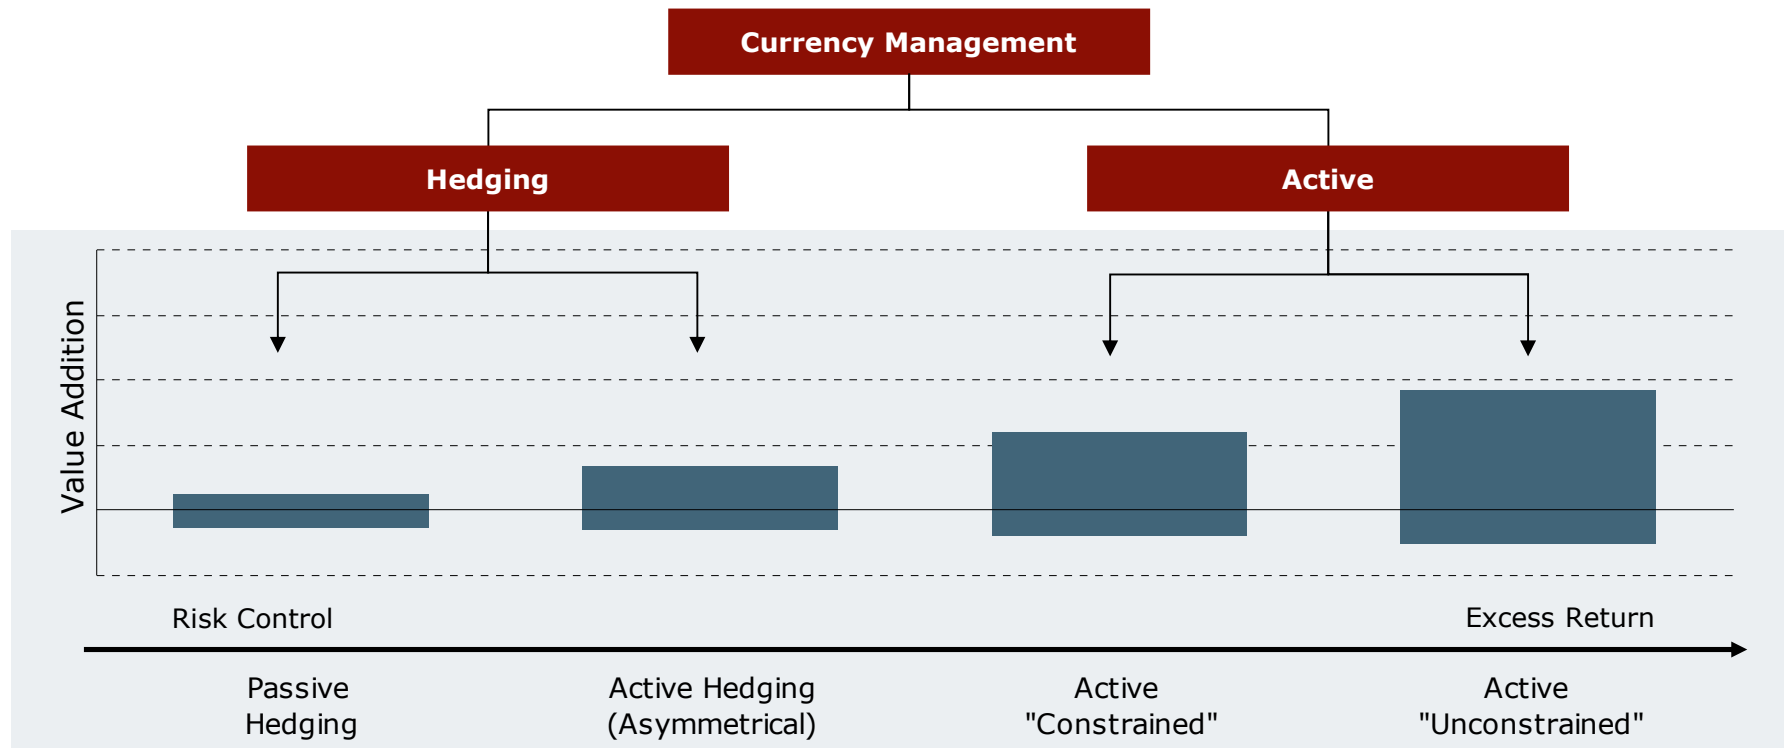 Currency Management
Hedging
Active
Value Addition
Risk Control
Excess Return
Passive
Hedging
Active Hedging
(Asymmetrical)
Active
"Constrained"
Active
"Unconstrained"